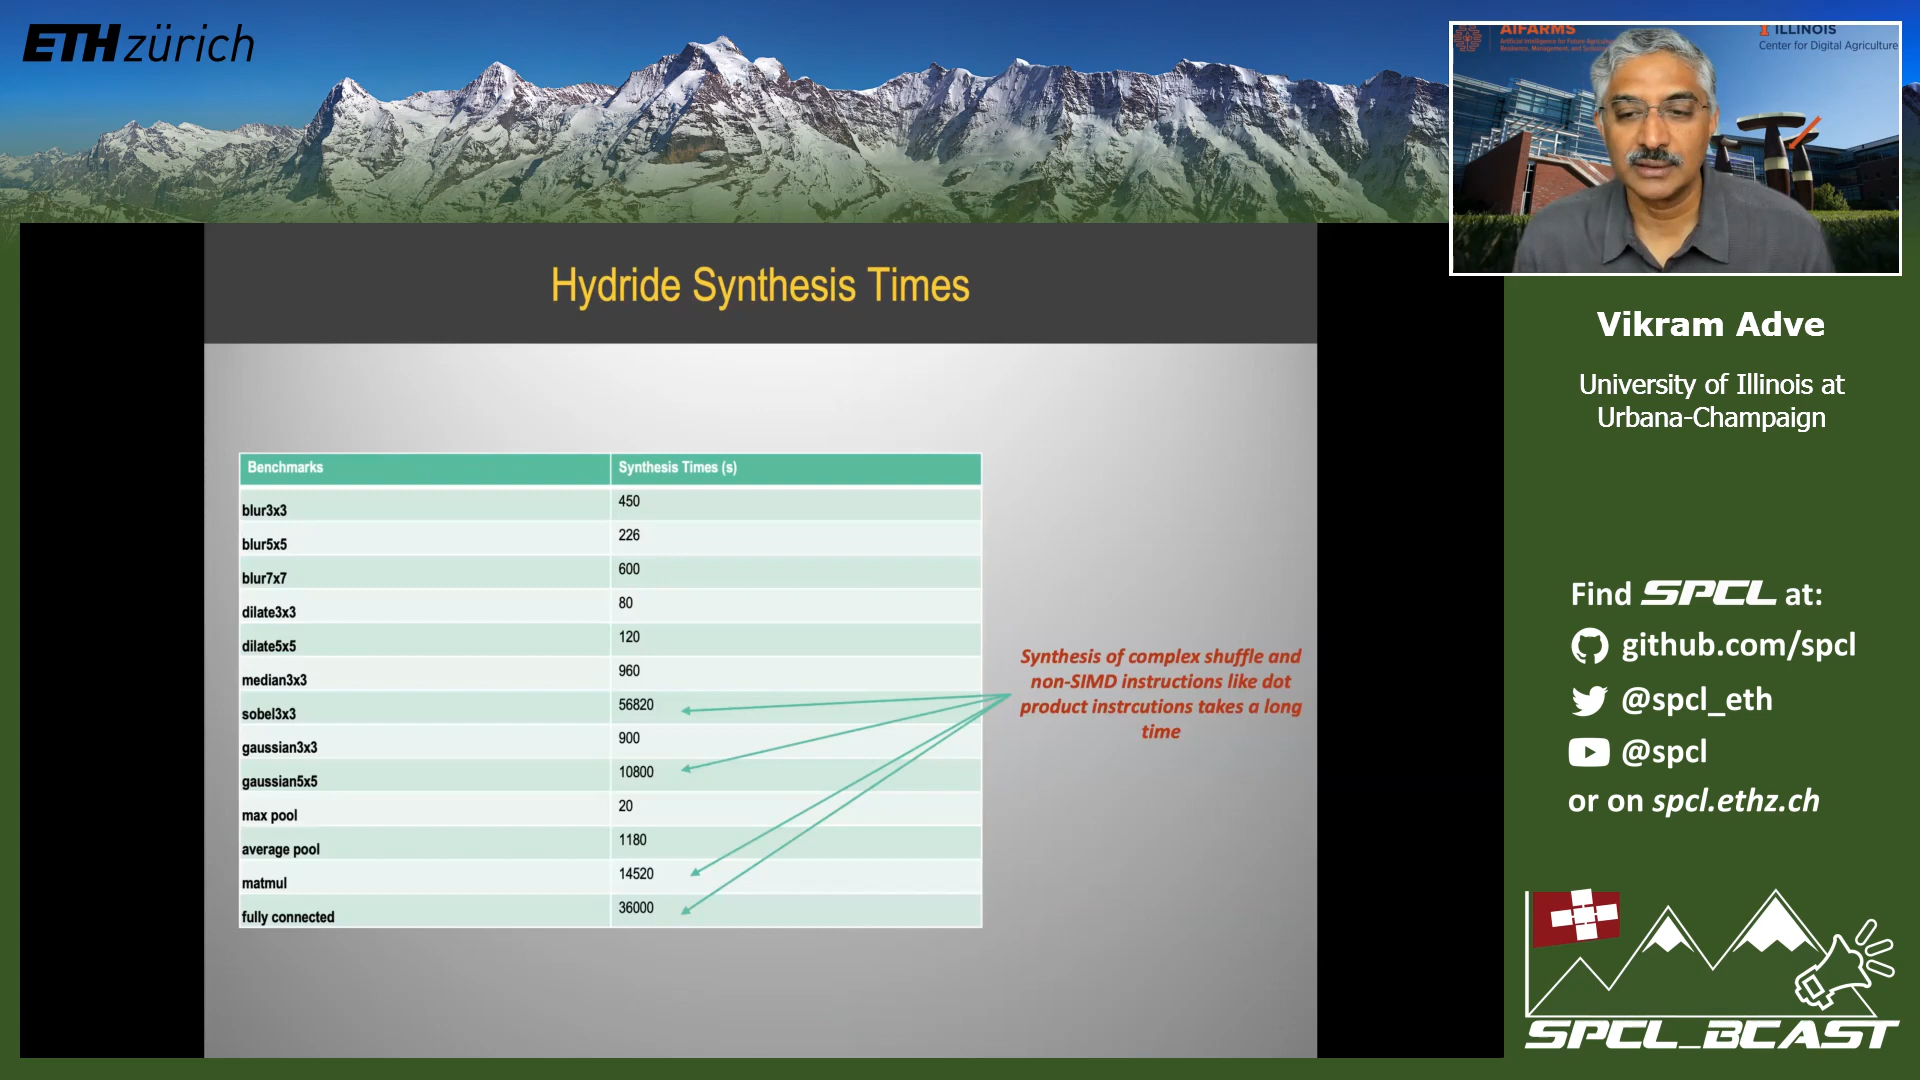 ETH zürich
AIFARMS
ILLINOIS
Center for Digital Agriculture
Hydride Synthesis Times
Vikram Adve
University of Illinois at
Urbana-Champaign
Benchmarks Synthesis Times (s)
blur3x3 450
blur5x5 226
blur7x7 600
dilate3x3 80
dilate5x5 120
median3x3 960
sobel3x3 56820
gaussian3x3 900
gaussian5x5 10800
max pool 20
average pool 1180
matmul 14520
fully connected 36000
Synthesis of complex shuffle and
non-SIMD instructions like dot
product instrcutions takes a long
time
Find SPCL at:
github.com/spcl
@spcl_eth
@spcl
or on spcl.ethz.ch
SPCL_BCAST